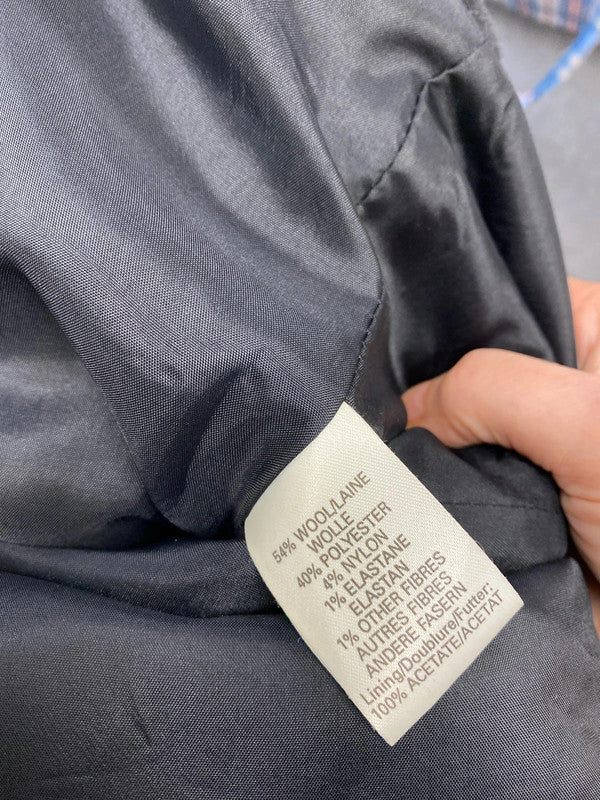 54% WOOL/LAINE
WOLLE
40% POLYESTER
4% NYLON
1% ELASTANE
ELASTAN
1% OTHER FIBRES
AUTRES FIBRES
ANDERE FASERN
Lining/Doublure/Futter:
100% ACETATE/ACETAT